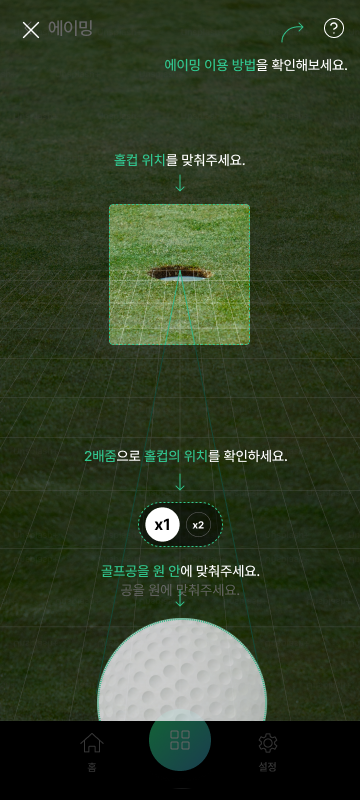 에이밍
에이밍 이용 방법을 확인해보세요.
홀컵 위치를 맞춰주세요.
2배줌으로 홀컵의 위치를 확인하세요.
x1 x2
골프공을 원 안에 맞춰주세요.
공을 원에 맞춰주세요.
홈 설정